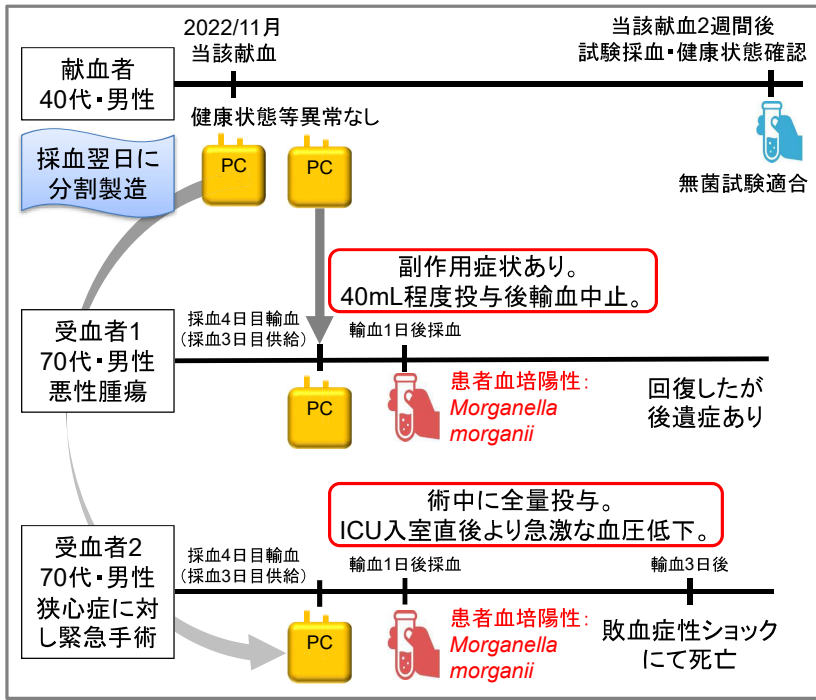 2022/11月
当該献血
当該献血2週間後
試験採血・健康状態確認
献血者
40代・男性
健康状態等異常なし
採血翌日に
分割製造
PC
PC
無菌試験適合
副作用症状あり。
40mL程度投与後輸血中止。
受血者1
70代・男性
悪性腫瘍
採血4日目輸血
(採血3日目供給)
輸血1日後採血
PC
患者血培陽性:
Morganella
morganii
回復したが
後遺症あり
術中に全量投与。
ICU入室直後より急激な血圧低下。
受血者2
70代・男性
狭心症に対
し緊急手術
採血4日目輸血
(採血3日目供給)
輸血1日後採血
輸血3日後
PC
患者血培陽性:
Morganella
morganii
敗血症性ショック
にて死亡